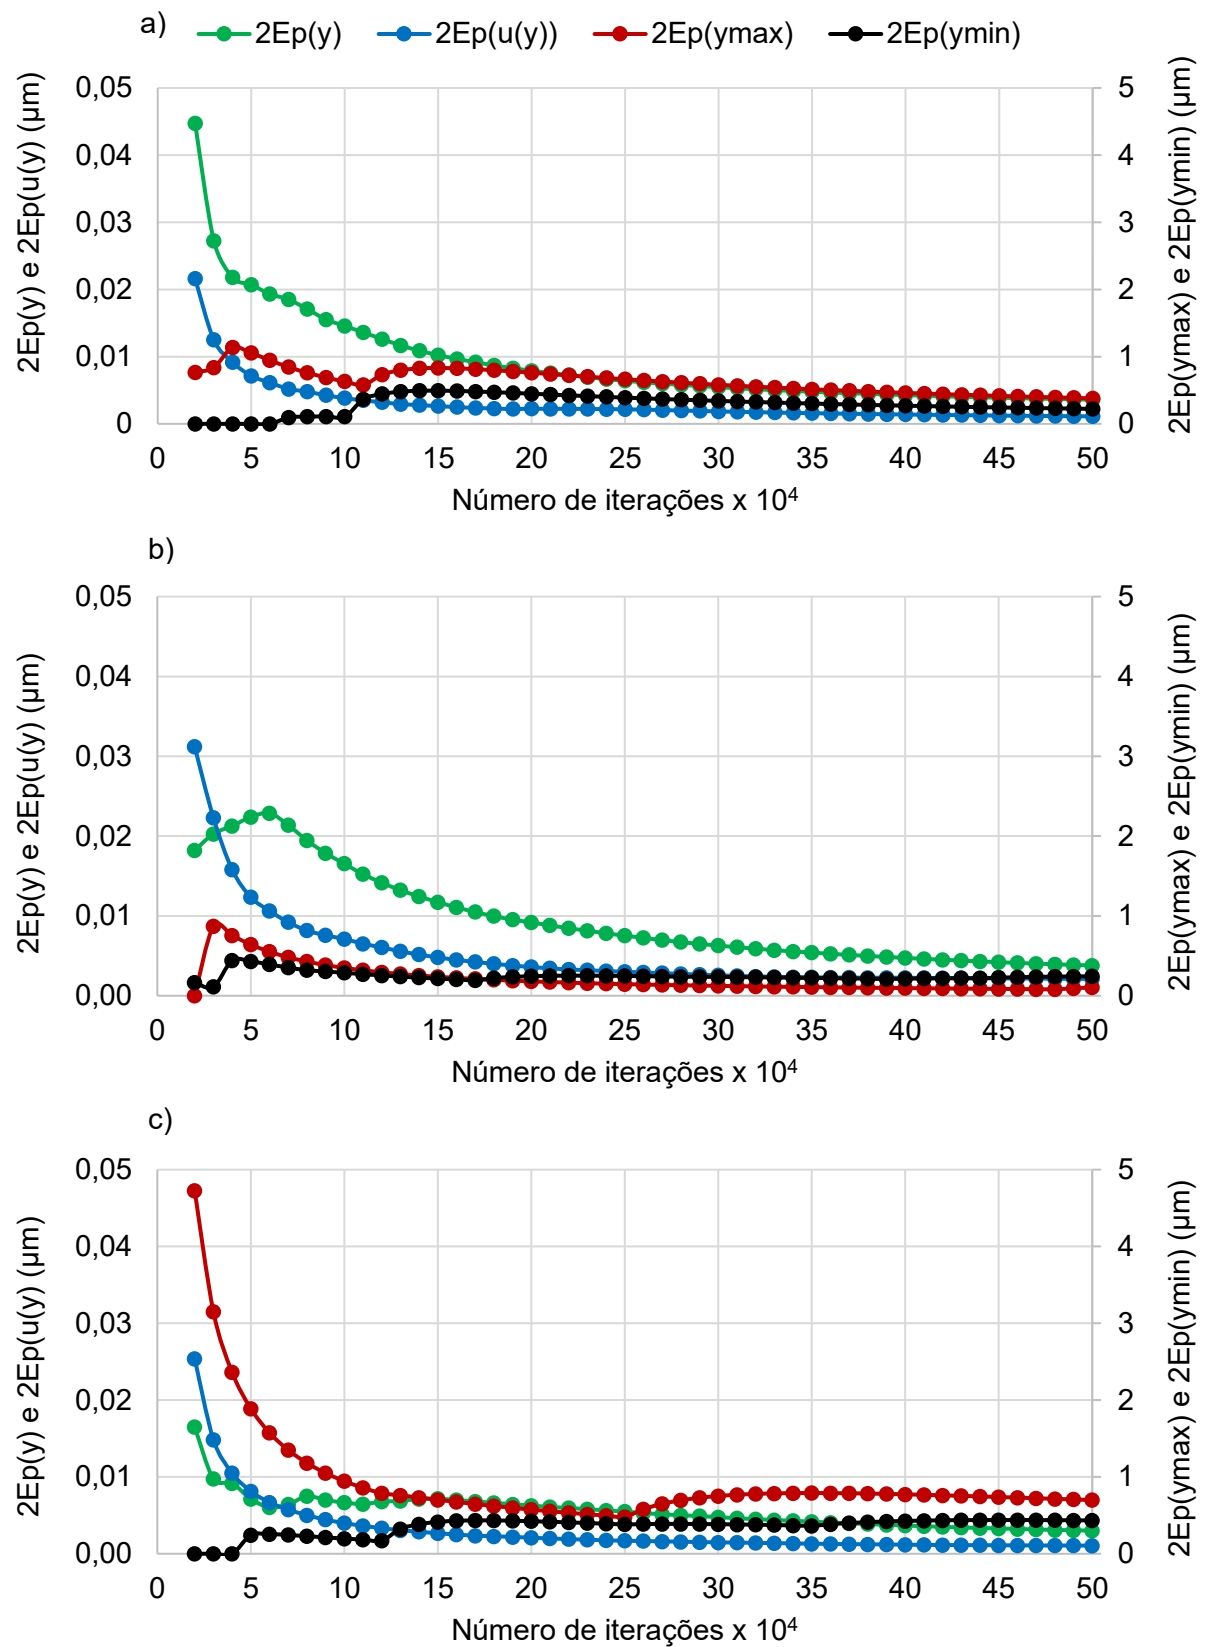 a) 2Ep(y) 2Ep(u(y)) 2Ep(ymax) 2Ep(ymin)
2Ep(y) e 2Ep(u(y) (µm)
0,05
0,04
0,03
0,02
0,01
0
5
4
3
2
1
0
2Ep(ymax) e 2Ep(ymin) (µm)
0 5 10 15 20 25 30 35 40 45 50
Número de iterações x 10⁴
b)
2Ep(y) e 2Ep(u(y) (µm)
0,05
0,04
0,03
0,02
0,01
0,00
5
4
3
2
1
0
2Ep(ymax) e 2Ep(ymin) (µm)
0 5 10 15 20 25 30 35 40 45 50
Número de iterações x 10⁴
c)
2Ep(y) e 2Ep(u(y) (µm)
0,05
0,04
0,03
0,02
0,01
0,00
5
4
3
2
1
0
2Ep(ymax) e 2Ep(ymin) (µm)
0 5 10 15 20 25 30 35 40 45 50
Número de iterações x 10⁴